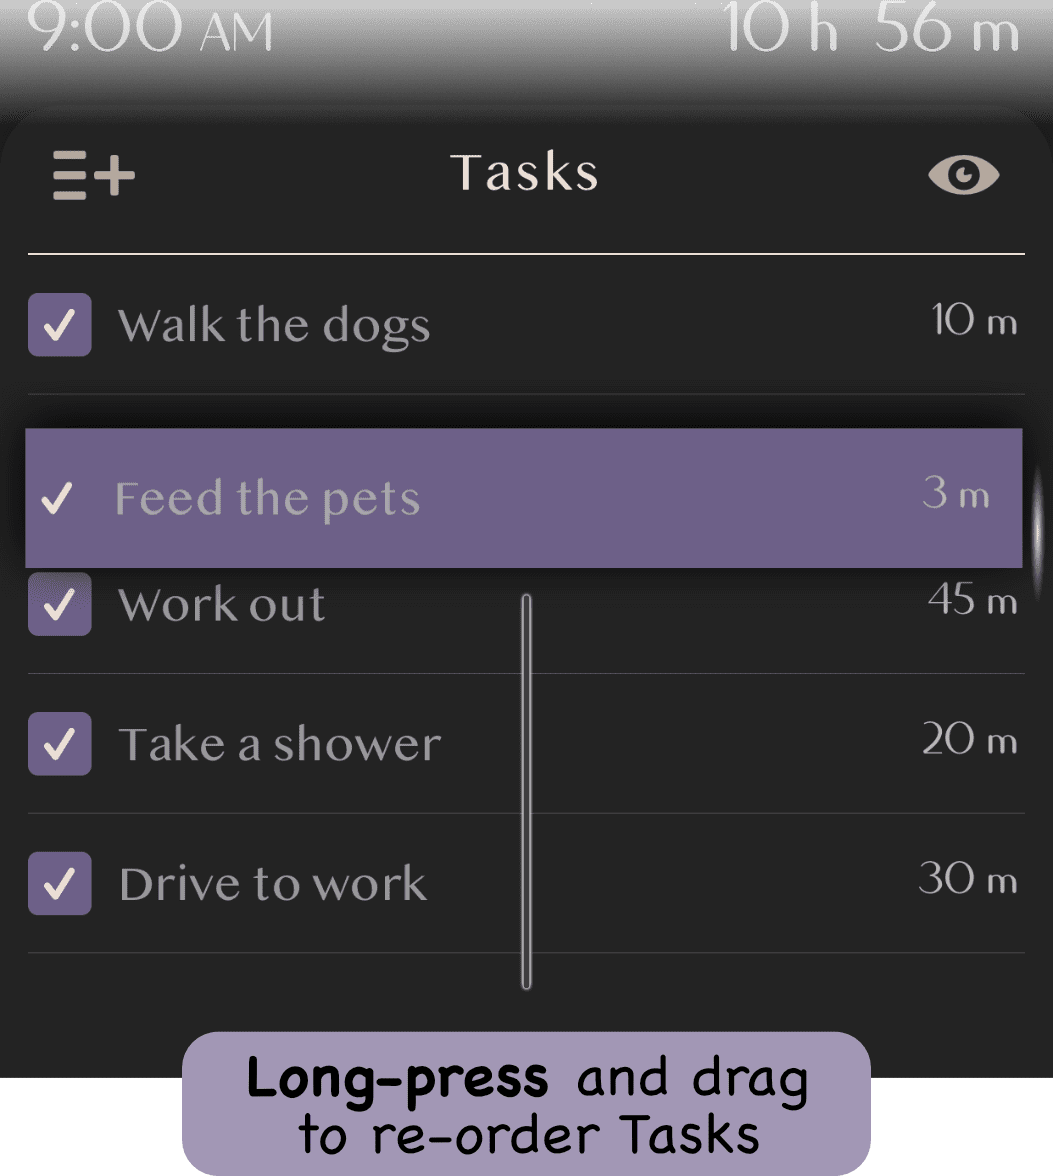 9:00 AM 10 h 56 m
Tasks
Walk the dogs 10 m
Feed the pets 3 m
Work out 45 m
Take a shower 20 m
Drive to work 30 m
Long-press and drag
to re-order Tasks